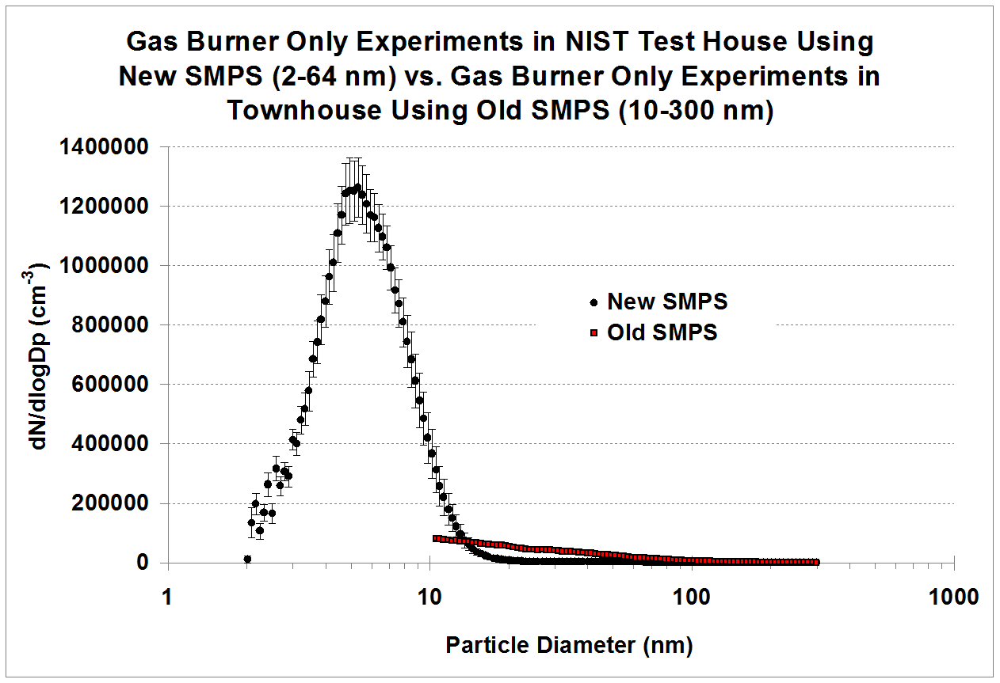 Gas Burner Only Experiments in NIST Test House Using
New SMPS (2-64 nm) vs. Gas Burner Only Experiments in
Townhouse Using Old SMPS (10-300 nm)
1400000
1200000
1000000
800000
600000
400000
200000
0
dN/dlogDp (cm⁻³)
New SMPS
Old SMPS
1 10 100 1000
Particle Diameter (nm)